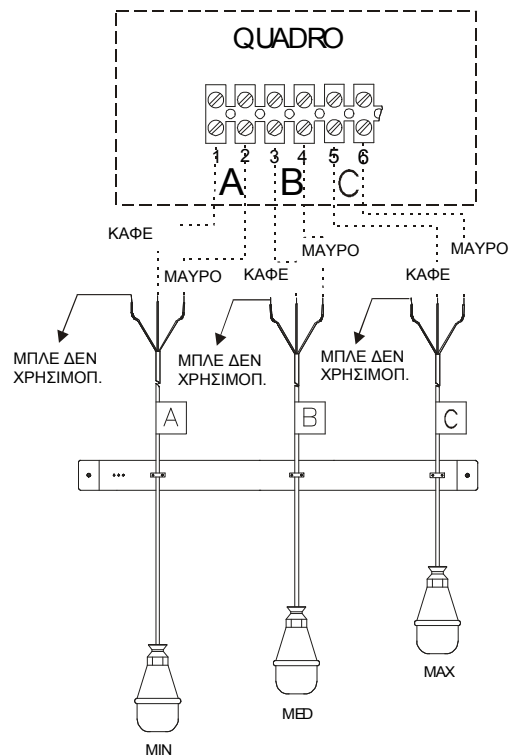 QUADRO
1 2 3 4 5 6
A B C
ΚΑΦΕ
ΜΑΥΡΟ
ΚΑΦΕ
ΜΑΥΡΟ
ΚΑΦΕ
ΜΑΥΡΟ
ΜΠΛΕ ΔΕΝ
ΧΡΗΣΙΜΟΠ.
ΜΠΛΕ ΔΕΝ
ΧΡΗΣΙΜΟΠ.
ΜΠΛΕ ΔΕΝ
ΧΡΗΣΙΜΟΠ.
A B C
MIN
MED
MAX